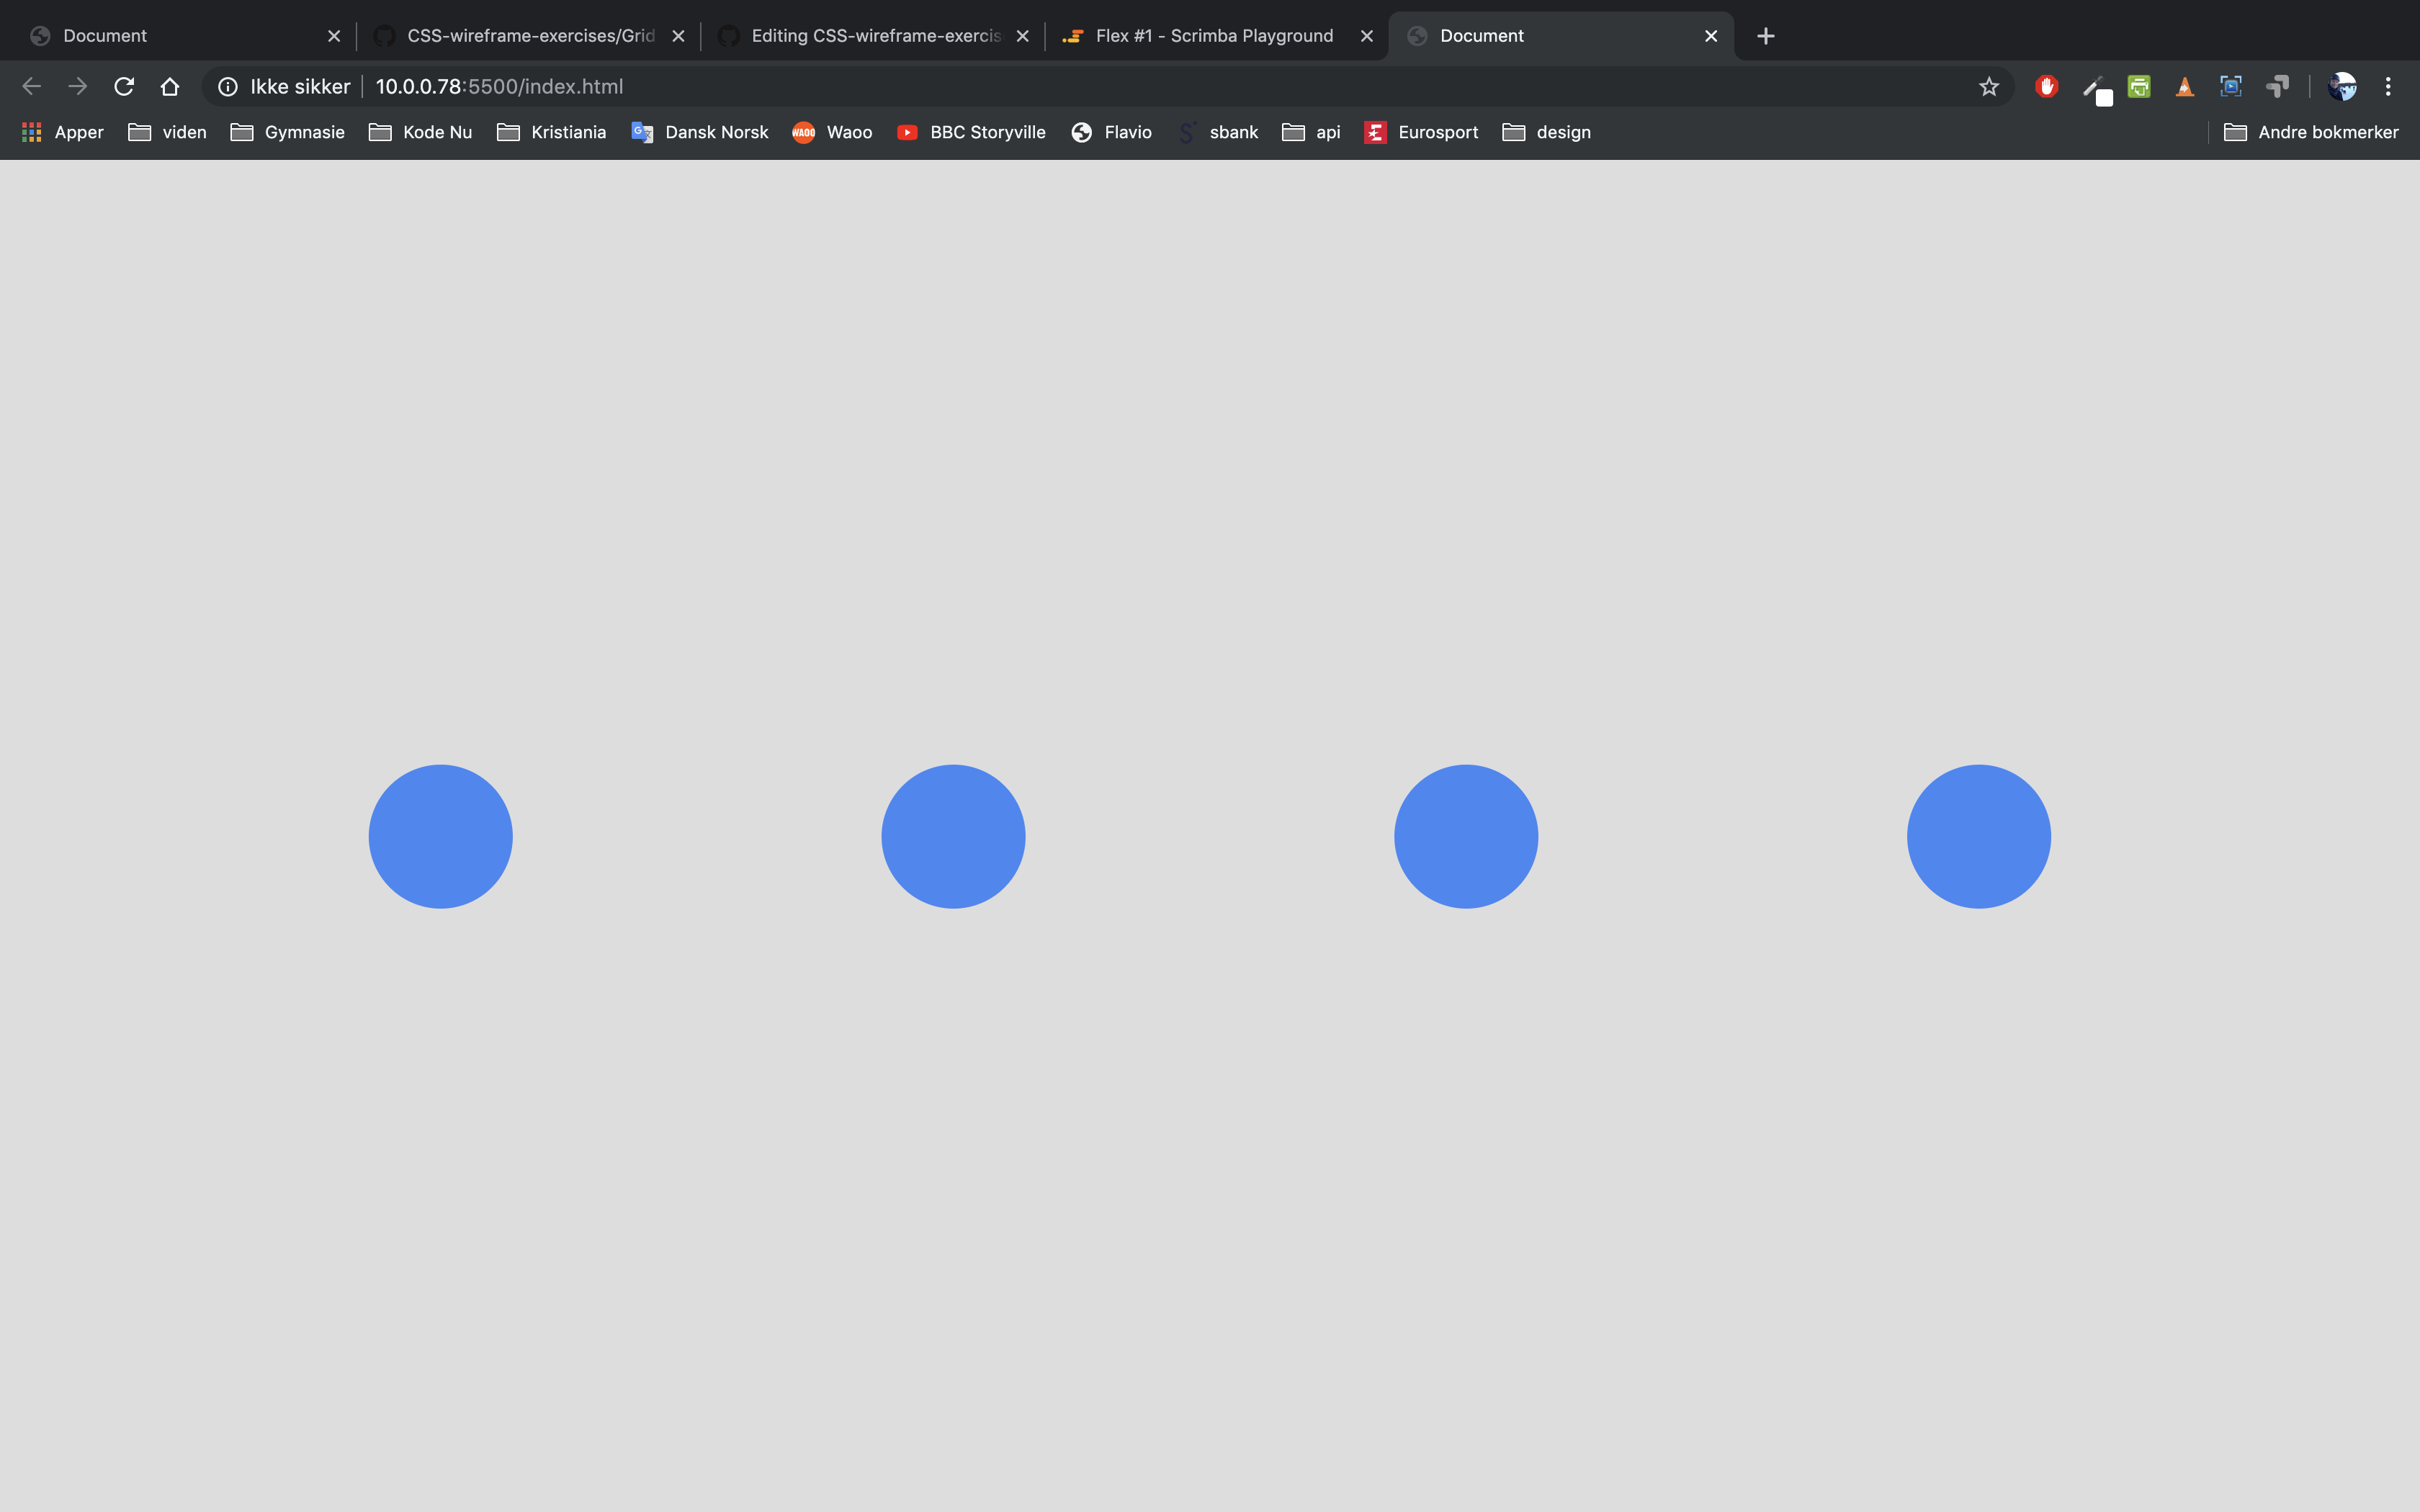 Document
CSS-wireframe-exercises/Grid
Editing CSS-wireframe-exercis
Flex #1 - Scrimba Playground
Document
Ikke sikker
10.0.0.78:5500/index.html
Apper
viden
Gymnasie
Kode Nu
Kristiania
Dansk Norsk
WAOO
Waoo
BBC Storyville
Flavio
S
sbank
api
Eurosport
design
Andre bokmerker